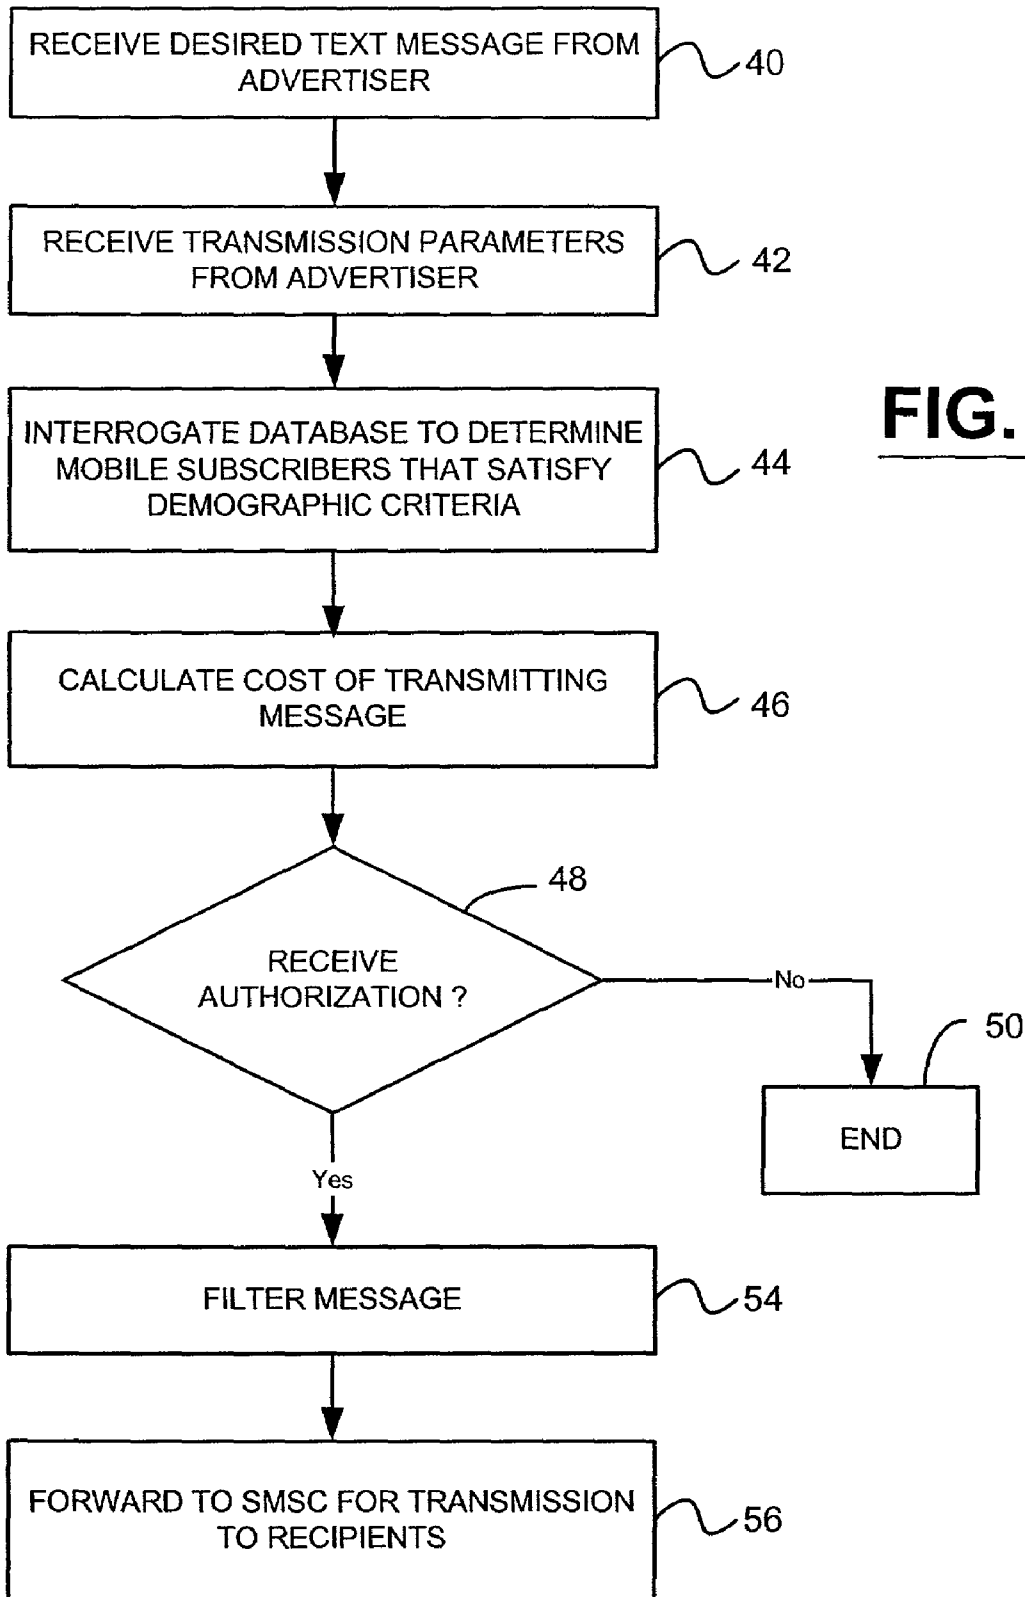 RECEIVE DESIRED TEXT MESSAGE FROM
ADVERTISER
40
RECEIVE TRANSMISSION PARAMETERS
FROM ADVERTISER
42
INTERROGATE DATABASE TO DETERMINE
MOBILE SUBSCRIBERS THAT SATISFY
DEMOGRAPHIC CRITERIA
44
FIG.
CALCULATE COST OF TRANSMITTING
MESSAGE
46
48
RECEIVE
AUTHORIZATION ?
No
50
END
Yes
FILTER MESSAGE
54
FORWARD TO SMSC FOR TRANSMISSION
TO RECIPIENTS
56